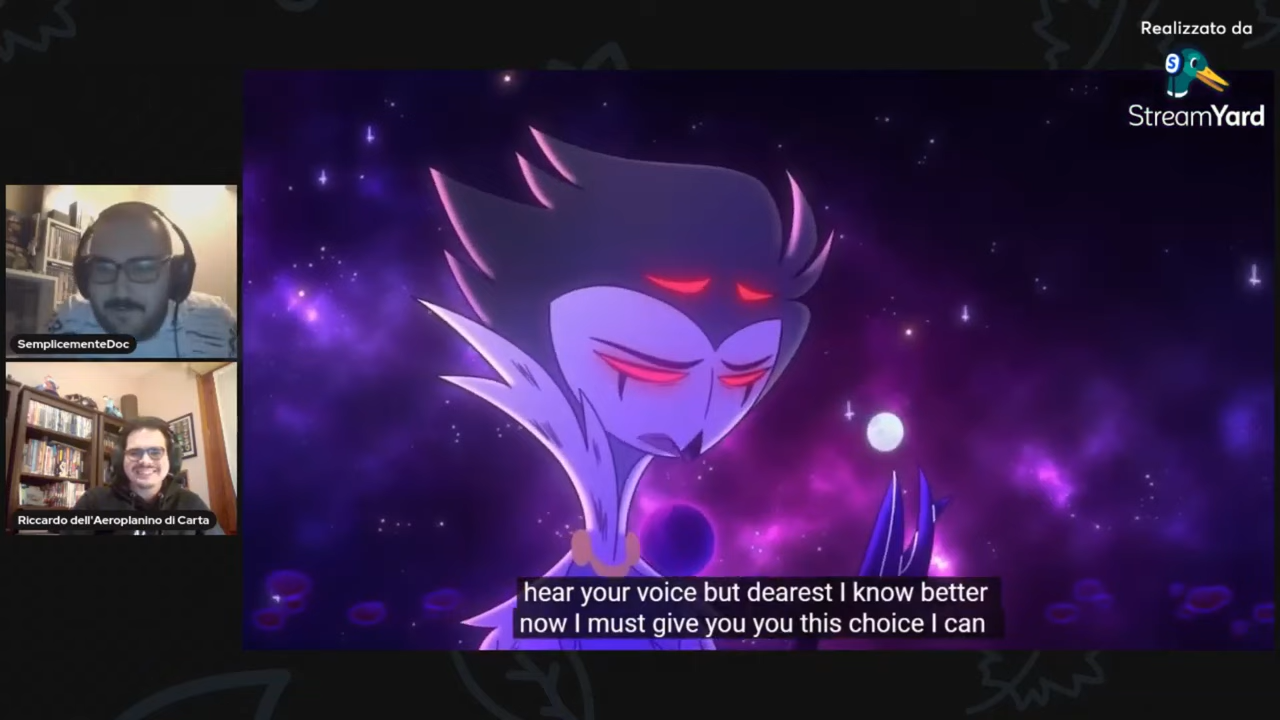 Realizzato da
StreamYard
SemplicementeDoc
Riccardo dell'Aeroplanino di Carta
hear your voice but dearest I know better
now I must give you you this choice I can